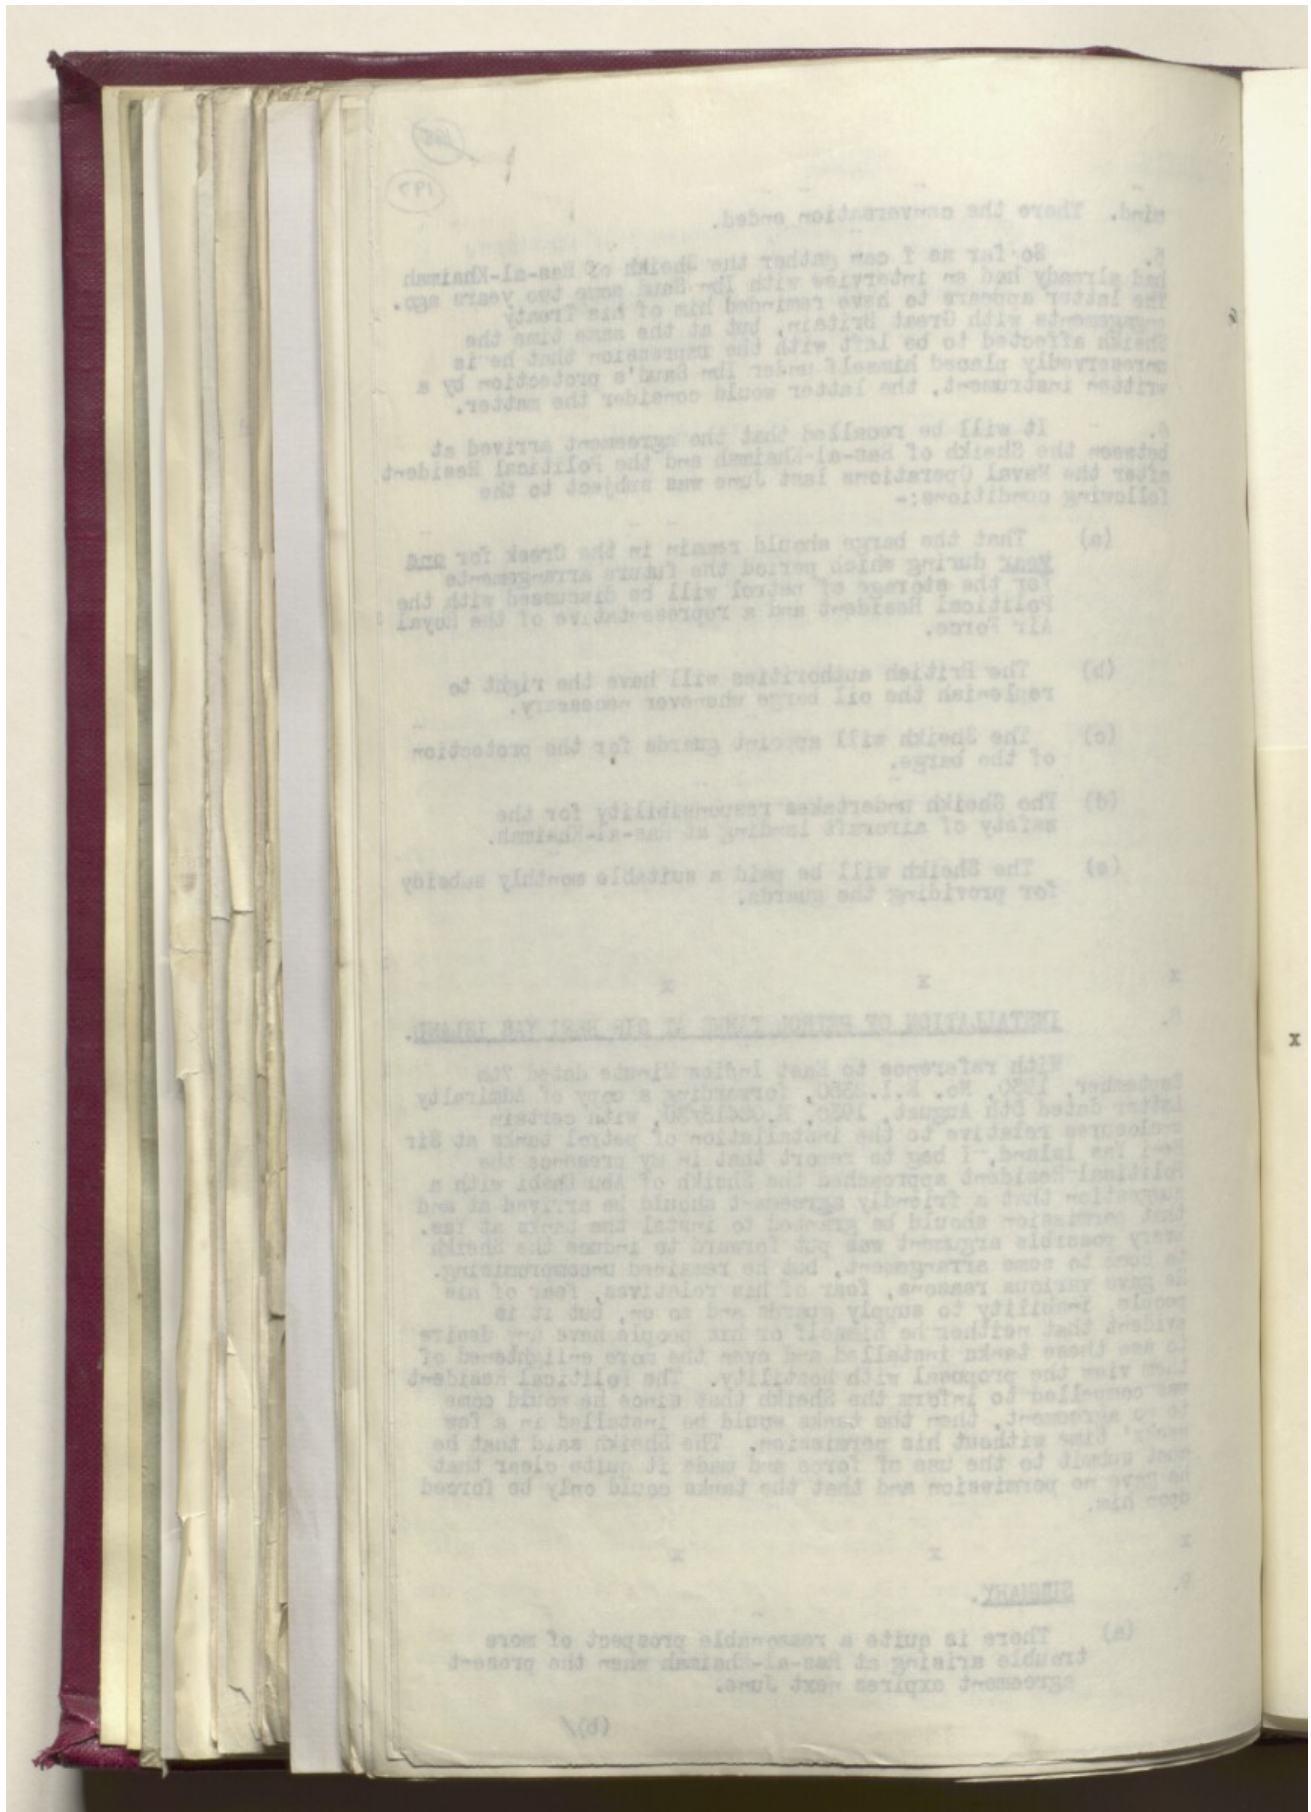 mind. There the conversation ended.
5. So far as I can gather the Sheikh of Ras-al-Khaimah
had already had an interview with Ibn Saud some two years ago.
The latter appears to have reminded him of his Treaty
engagements with Great Britain, but at the same time the
Sheikh affected to be left with the impression that he is
unreservedly placed himself under Ibn Saud's protection by a
written instrument, the latter would consider the matter.
6. It will be recalled that the agreement arrived at
between the Sheikh of Ras-al-Khaimah and the Political Resident
after the Naval Operations last June was subject to the
following conditions:-
(a) That the barge should remain in the Creek for one
year during which period the future arrangements
for the storage of petrol will be discussed with the
Political Resident and a representative of the Royal
Air Force.
(b) The British authorities will have the right to
replenish the oil barge whenever necessary.
(c) The Sheikh will appoint guards for the protection
of the barge.
(d) The Sheikh undertakes responsibility for the
safety of aircraft landing at Ras-al-Khaimah.
(e) The Sheikh will be paid a suitable monthly subsidy
for providing the guards.
x x x
8. INSTALLATION OF PETROL TANKS AT SIR BENI YAS ISLAND.
With reference to East Indies Minute dated 7th
September, 1930, No. forwarding a copy of Admiralty
letter dated 8th August, 1930, with certain
enclosures relative to the installation of petrol tanks at Sir
Beni Yas Island, I beg to report that in my presence the
Political Resident approached the Sheikh of Abu Dhabi with a
suggestion that a friendly agreement should be arrived at and
that permission should be granted to instal the tanks at Yas.
Every possible argument was put forward to induce the Sheikh
to come to some arrangement, but he remained uncompromising.
He gave various reasons, fear of his relatives, fear of his
people, inability to supply guards and so on, but it is
evident that neither he himself or his people have any desire
to see these tanks installed and even the more enlightened of
them view the proposal with hostility. The Political Resident
was compelled to inform the Sheikh that since he would come
to no agreement, then the tanks would be installed in a few
weeks' time without his permission. The Sheikh said that he
must submit to the use of force and made it quite clear that
he gave no permission and that the tanks could only be forced
upon him.
x x x
9. SUMMARY.
(a) There is quite a reasonable prospect of more
trouble arising at Ras-al-Khaimah when the present
agreement expires next June.
(b)/
x